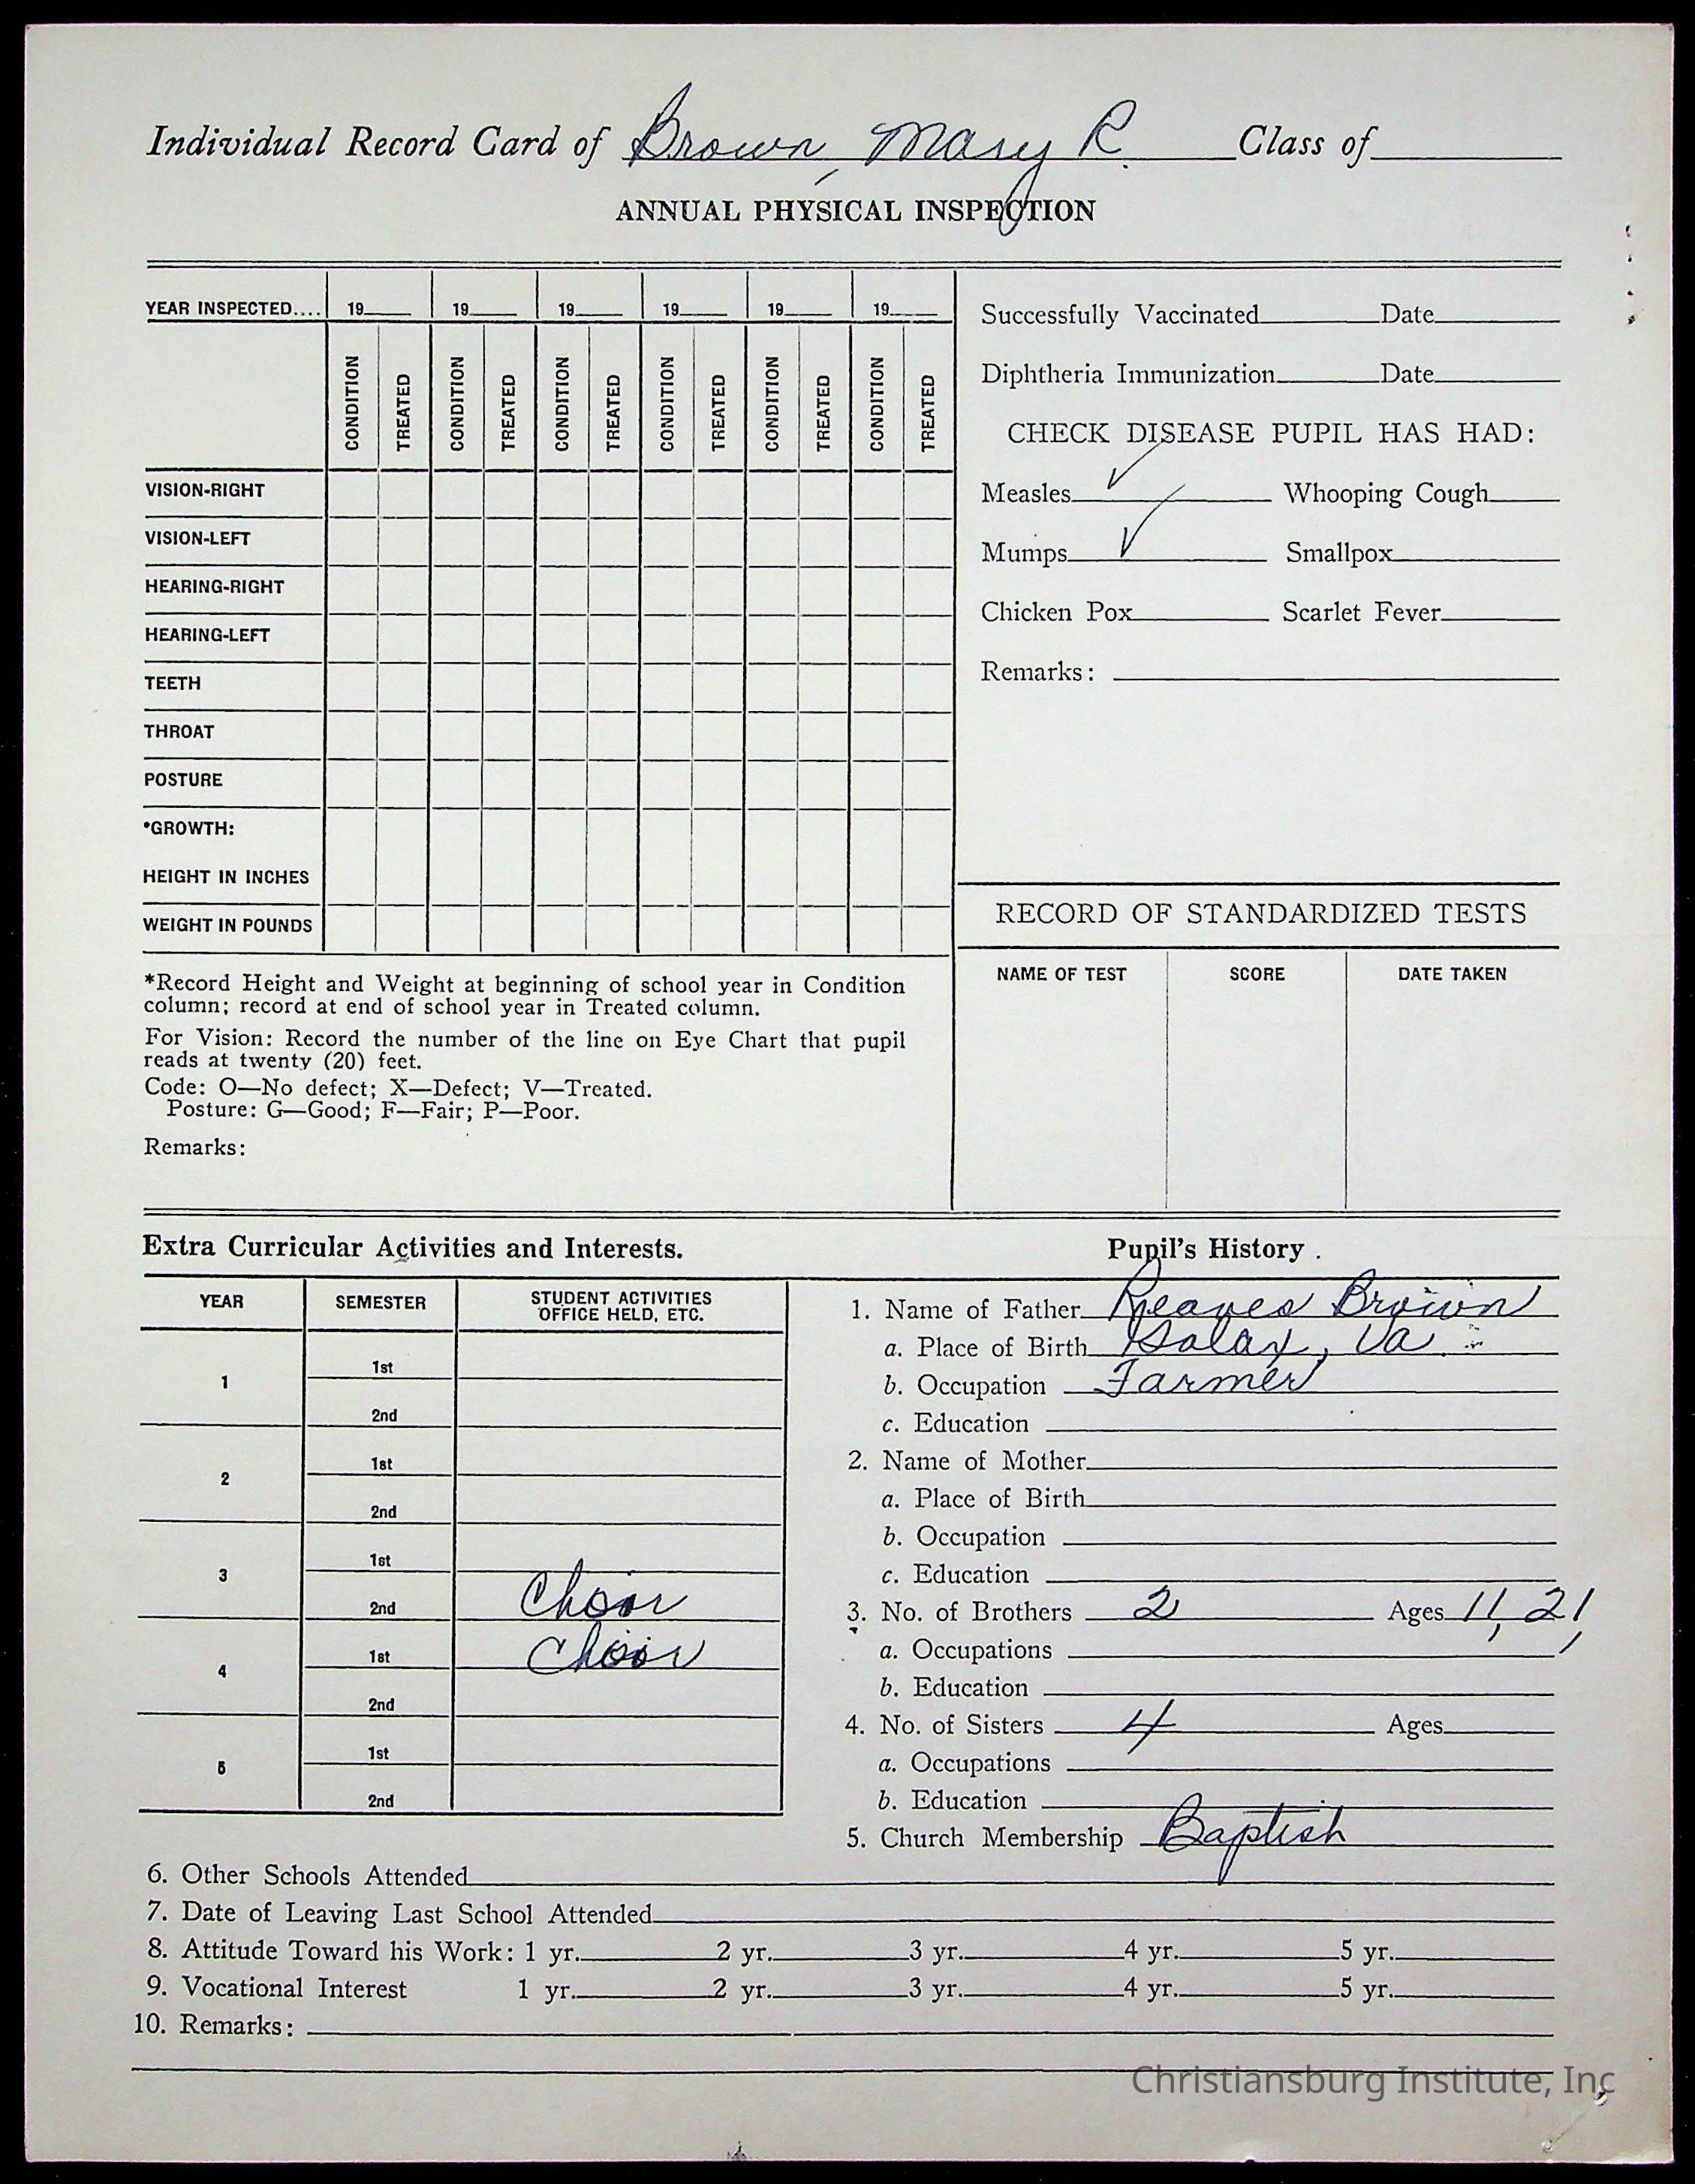 Individual Record Card of Brown, Mary R. Class of
ANNUAL PHYSICAL INSPECTION
YEAR INSPECTED.... 19 19 19 19 19 19
CONDITION TREATED CONDITION TREATED CONDITION TREATED CONDITION TREATED CONDITION TREATED CONDITION TREATED
VISION-RIGHT
VISION-LEFT
HEARING-RIGHT
HEARING-LEFT
TEETH
THROAT
POSTURE
*GROWTH:
HEIGHT IN INCHES
WEIGHT IN POUNDS
*Record Height and Weight at beginning of school year in Condition
column; record at end of school year in Treated column.
For Vision: Record the number of the line on Eye Chart that pupil
reads at twenty (20) feet.
Code: O—No defect; X—Defect; V—Treated.
Posture: G—Good; F—Fair; P—Poor.
Remarks:
Successfully Vaccinated Date
Diphtheria Immunization Date
CHECK DISEASE PUPIL HAS HAD:
Measles ✓ Whooping Cough
Mumps ✓ Smallpox
Chicken Pox Scarlet Fever
Remarks:
RECORD OF STANDARDIZED TESTS
NAME OF TEST SCORE DATE TAKEN
Extra Curricular Activities and Interests.
YEAR SEMESTER STUDENT ACTIVITIES
OFFICE HELD, ETC.
1 1st
2nd
2 1st
2nd
3 1st
2nd Choir
4 1st Choir
2nd
5 1st
2nd
Pupil's History.
1. Name of Father Reaves Brown
a. Place of Birth Galax, Va.
b. Occupation Farmer
c. Education
2. Name of Mother
a. Place of Birth
b. Occupation
c. Education
3. No. of Brothers 2 Ages 11, 21,
a. Occupations
b. Education
4. No. of Sisters 4 Ages
a. Occupations
b. Education
5. Church Membership Baptist
6. Other Schools Attended
7. Date of Leaving Last School Attended
8. Attitude Toward his Work: 1 yr. 2 yr. 3 yr. 4 yr. 5 yr.
9. Vocational Interest 1 yr. 2 yr. 3 yr. 4 yr. 5 yr.
10. Remarks:
Christiansburg Institute, Inc